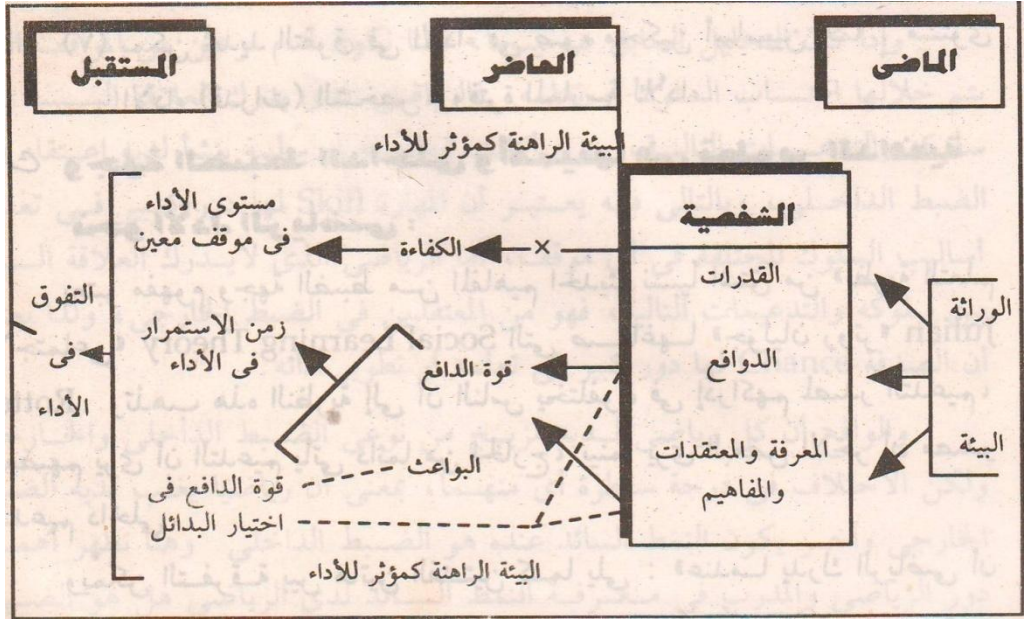 الماضى
الحاضر
المستقبل
البيئة الراهنة كمؤثر للأداء
الشخصية
القدرات
الدوافع
المعرفة والمعتقدات
والمفاهيم
الوراثة
البيئة
×
الكفاءة
قوة الدافع
البواعث
مستوى الأداء
فى موقف معين
زمن الاستمرار
فى الأداء
قوة الدافع فى
اختيار البدائل
التفوق
فى
الأداء
البيئة الراهنة كمؤثر للأداء